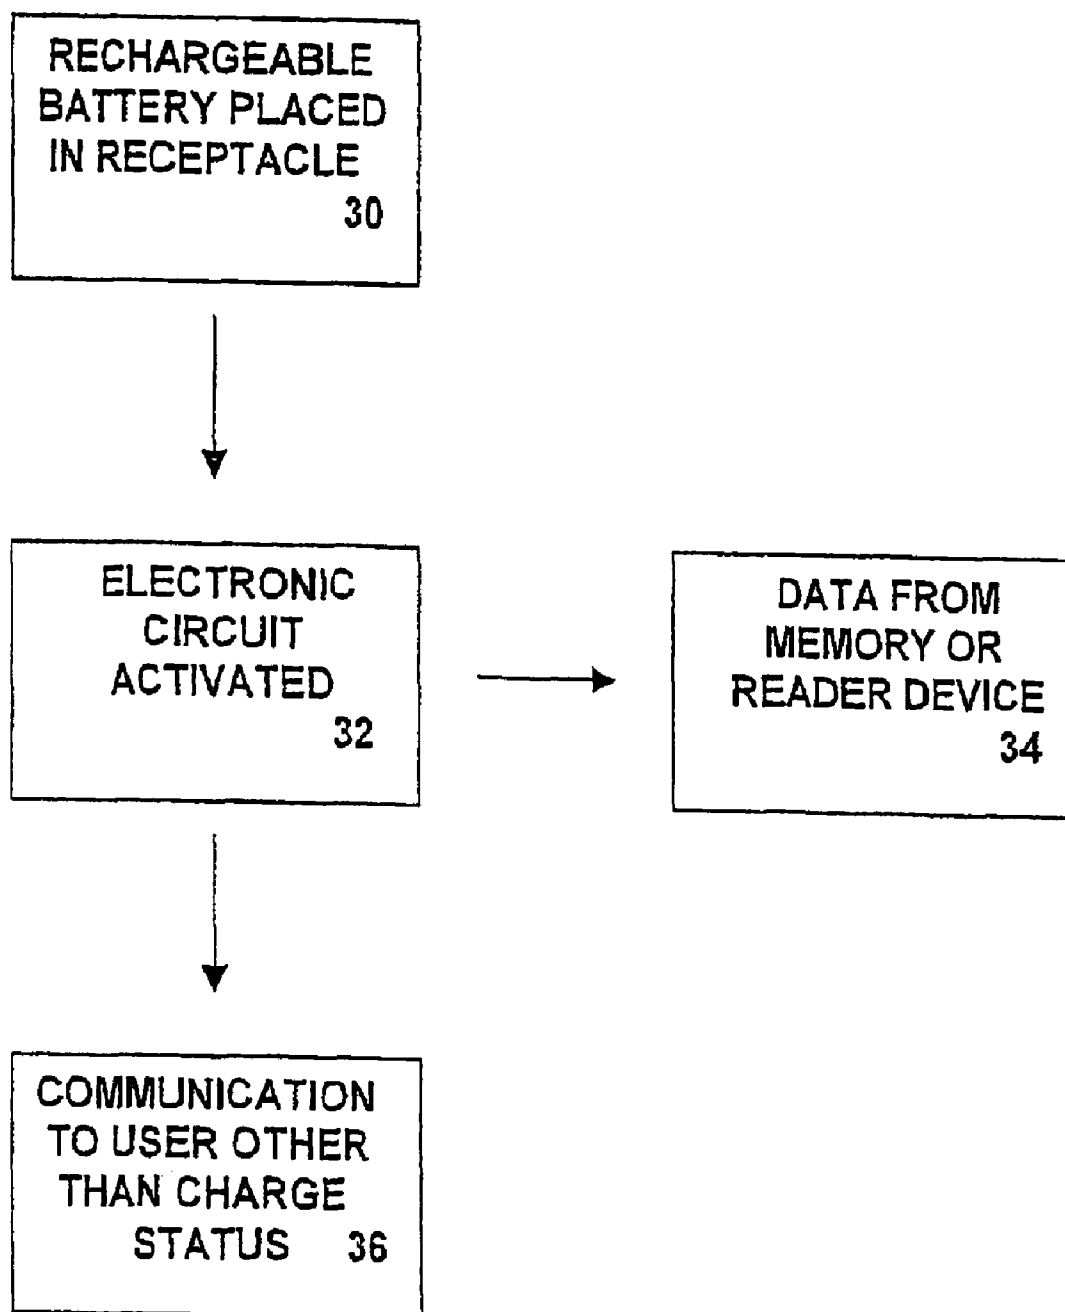 RECHARGEABLE
BATTERY PLACED
IN RECEPTACLE
30
ELECTRONIC
CIRCUIT
ACTIVATED
32
DATA FROM
MEMORY OR
READER DEVICE
34
COMMUNICATION
TO USER OTHER
THAN CHARGE
STATUS 36